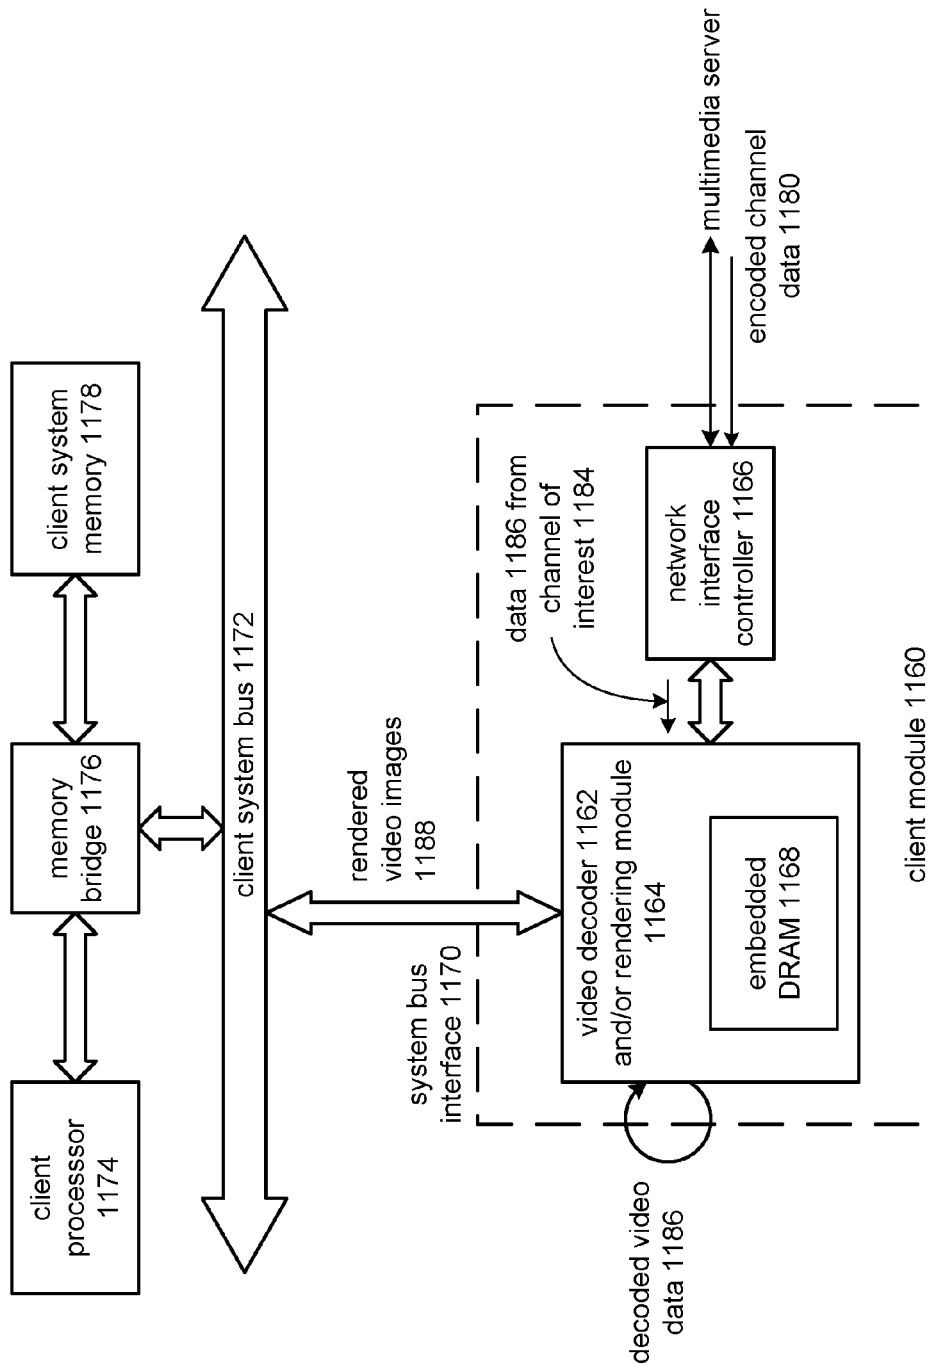 client
processsor
1174
memory
bridge 1176
client system
memory 1178
client system bus 1172
system bus
interface 1170
rendered
video images
1188
data 1186 from
channel of
interest 1184
multimedia server
encoded channel
data 1180
decoded video
data 1186
video decoder 1162
and/or rendering module
1164
embedded
DRAM 1168
network
interface
controller 1166
client module 1160